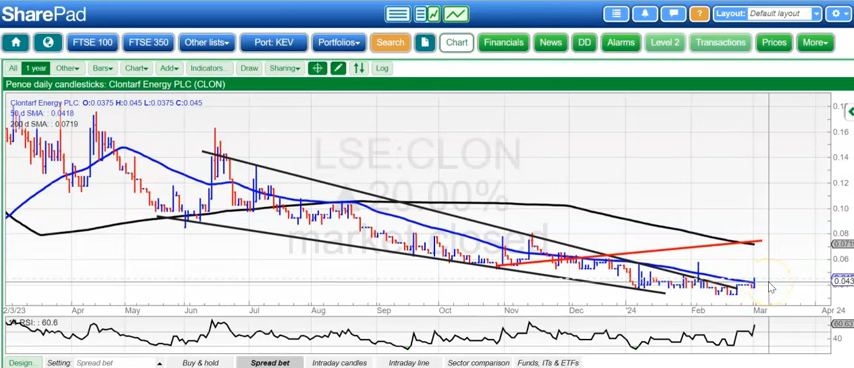 SharePad
Layout: Default layout
FTSE 100 FTSE 350 Other lists Port: KEV Portfolios Search Chart Financials News DD Alarms Level 2 Transactions Prices More
All 1 year Other Bars Chart Add Indicators Draw Sharing Log
Pence daily candlesticks: Clontarf Energy PLC (CLON)
Clontarf Energy PLC: O:0.0375 H:0.045 L:0.0375 C:0.045
50 d SMA: : 0.0418
200 d SMA: : 0.0719
LSE:CLON
20.00%
market closed
0.14
0.12
0.10
0.08
0.06
2/3/23 Apr May Jun Jul Aug Sep Oct Nov Dec '24 Feb Mar Apr 24
RSI: 60.6
60.63
40
Design... Setting Spread bet Buy & hold Spread bet Intraday candles Intraday line Sector comparison Funds, ITs & ETFs